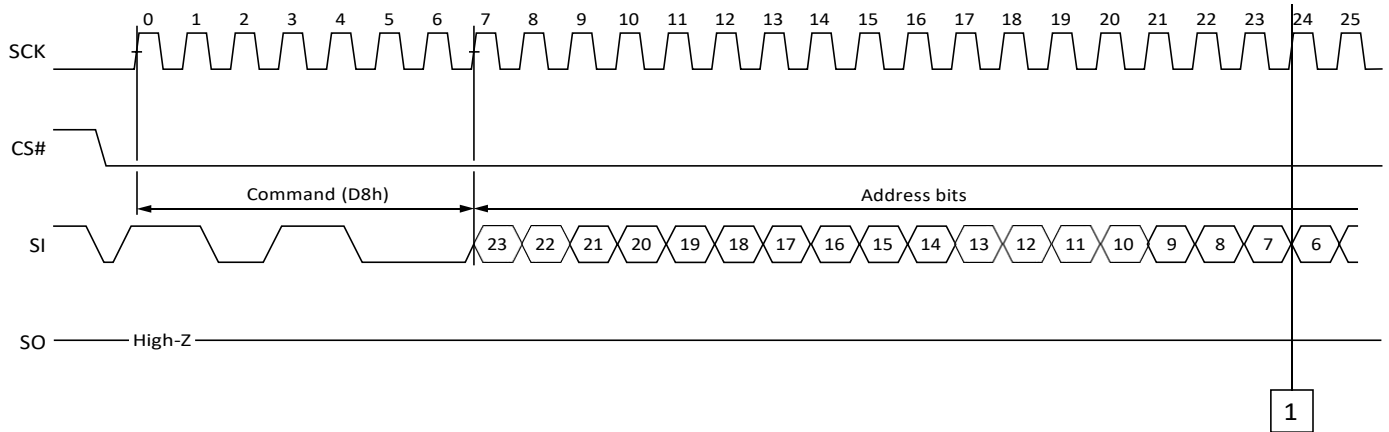 0 1 2 3 4 5 6 7 8 9 10 11 12 13 14 15 16 17 18 19 20 21 22 23 24 25
SCK
CS#
Command (D8h) Address bits
SI 23 22 21 20 19 18 17 16 15 14 13 12 11 10 9 8 7 6
SO High-Z
1